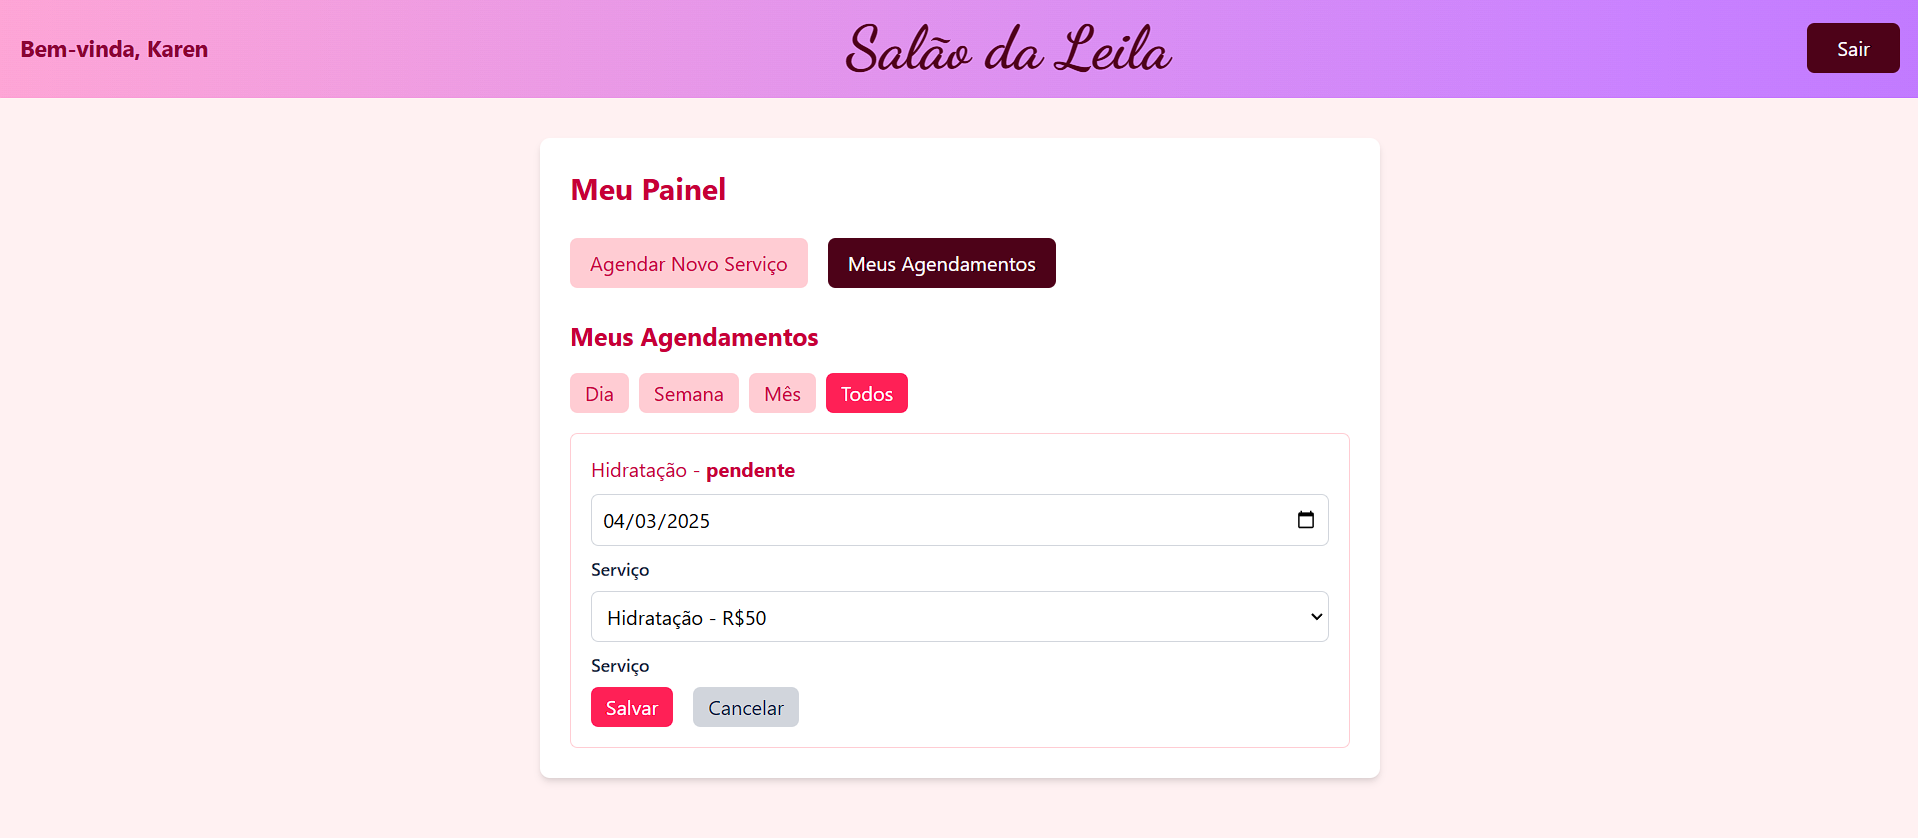 Bem-vinda, Karen
Salão da Leila
Sair
Meu Painel
Agendar Novo Serviço
Meus Agendamentos
Meus Agendamentos
Dia
Semana
Mês
Todos
Hidratação - pendente
04/03/2025
Serviço
Hidratação - R$50
Serviço
Salvar
Cancelar